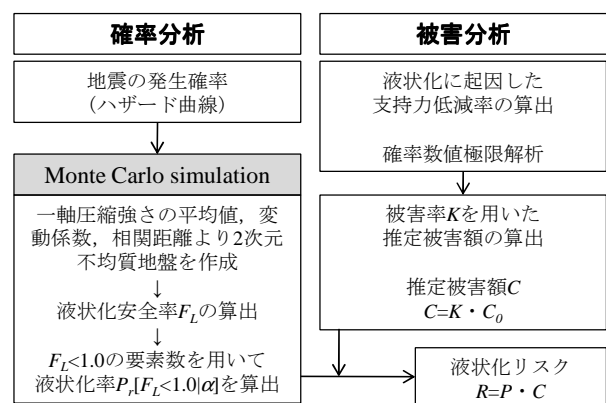 確率分析
地震の発生確率
(ハザード曲線)
Monte Carlo simulation
一軸圧縮強さの平均値，変
動係数，相関距離より2次元
不均質地盤を作成
↓
液状化安全率FLの算出
↓
FL<1.0の要素数を用いて
液状化率Pr[FL<1.0|α]を算出
被害分析
液状化に起因した
支持力低減率の算出
確率数値極限解析
被害率Kを用いた
推定被害額の算出
推定被害額C
C=K・C0
液状化リスク
R=P・C